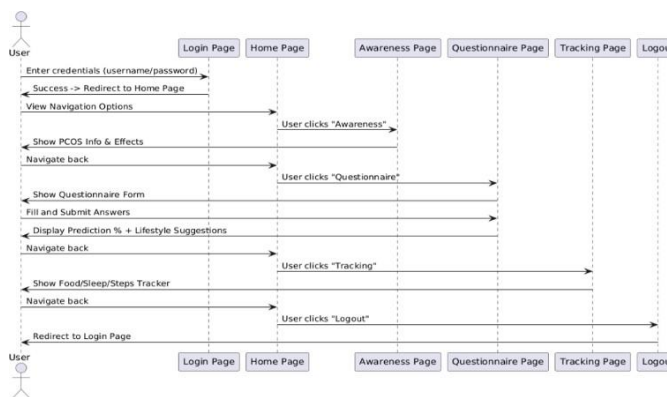 User
Login Page
Home Page
Awareness Page
Questionnaire Page
Tracking Page
Logout
Enter credentials (username/password)
Success -> Redirect to Home Page
View Navigation Options
User clicks "Awareness"
Show PCOS Info & Effects
Navigate back
User clicks "Questionnaire"
Show Questionnaire Form
Fill and Submit Answers
Display Prediction % + Lifestyle Suggestions
Navigate back
User clicks "Tracking"
Show Food/Sleep/Steps Tracker
Navigate back
User clicks "Logout"
Redirect to Login Page
User
Login Page
Home Page
Awareness Page
Questionnaire Page
Tracking Page
Logout